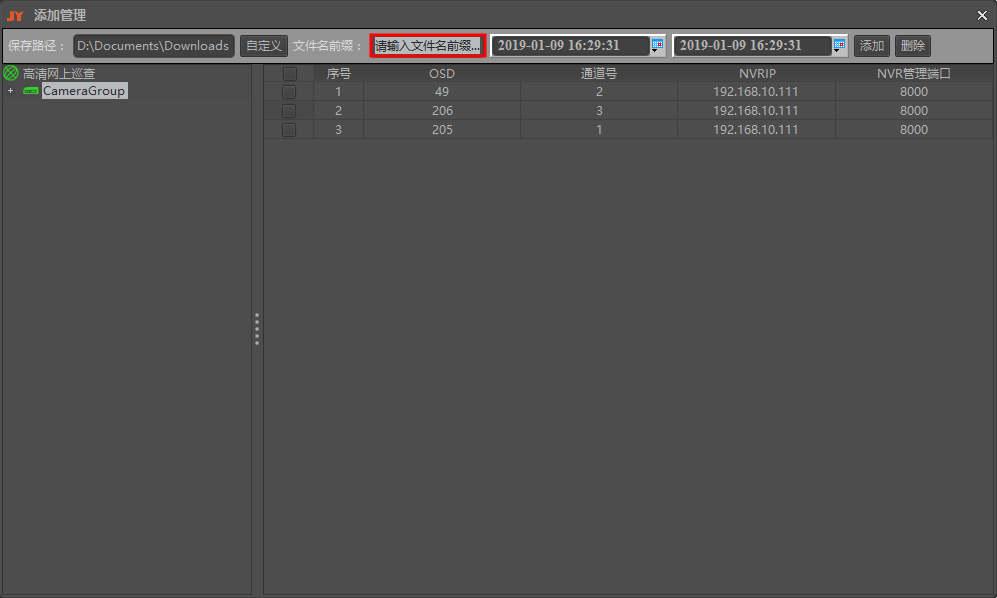 JY 添加管理
保存路径： D:\Documents\Downloads 自定义 文件名前缀： 请输入文件名前缀... 2019-01-09 16:29:31 2019-01-09 16:29:31 添加 删除
高清网上巡查
CameraGroup
序号 OSD 通道号 NVRIP NVR管理端口
1 49 2 192.168.10.111 8000
2 206 3 192.168.10.111 8000
3 205 1 192.168.10.111 8000